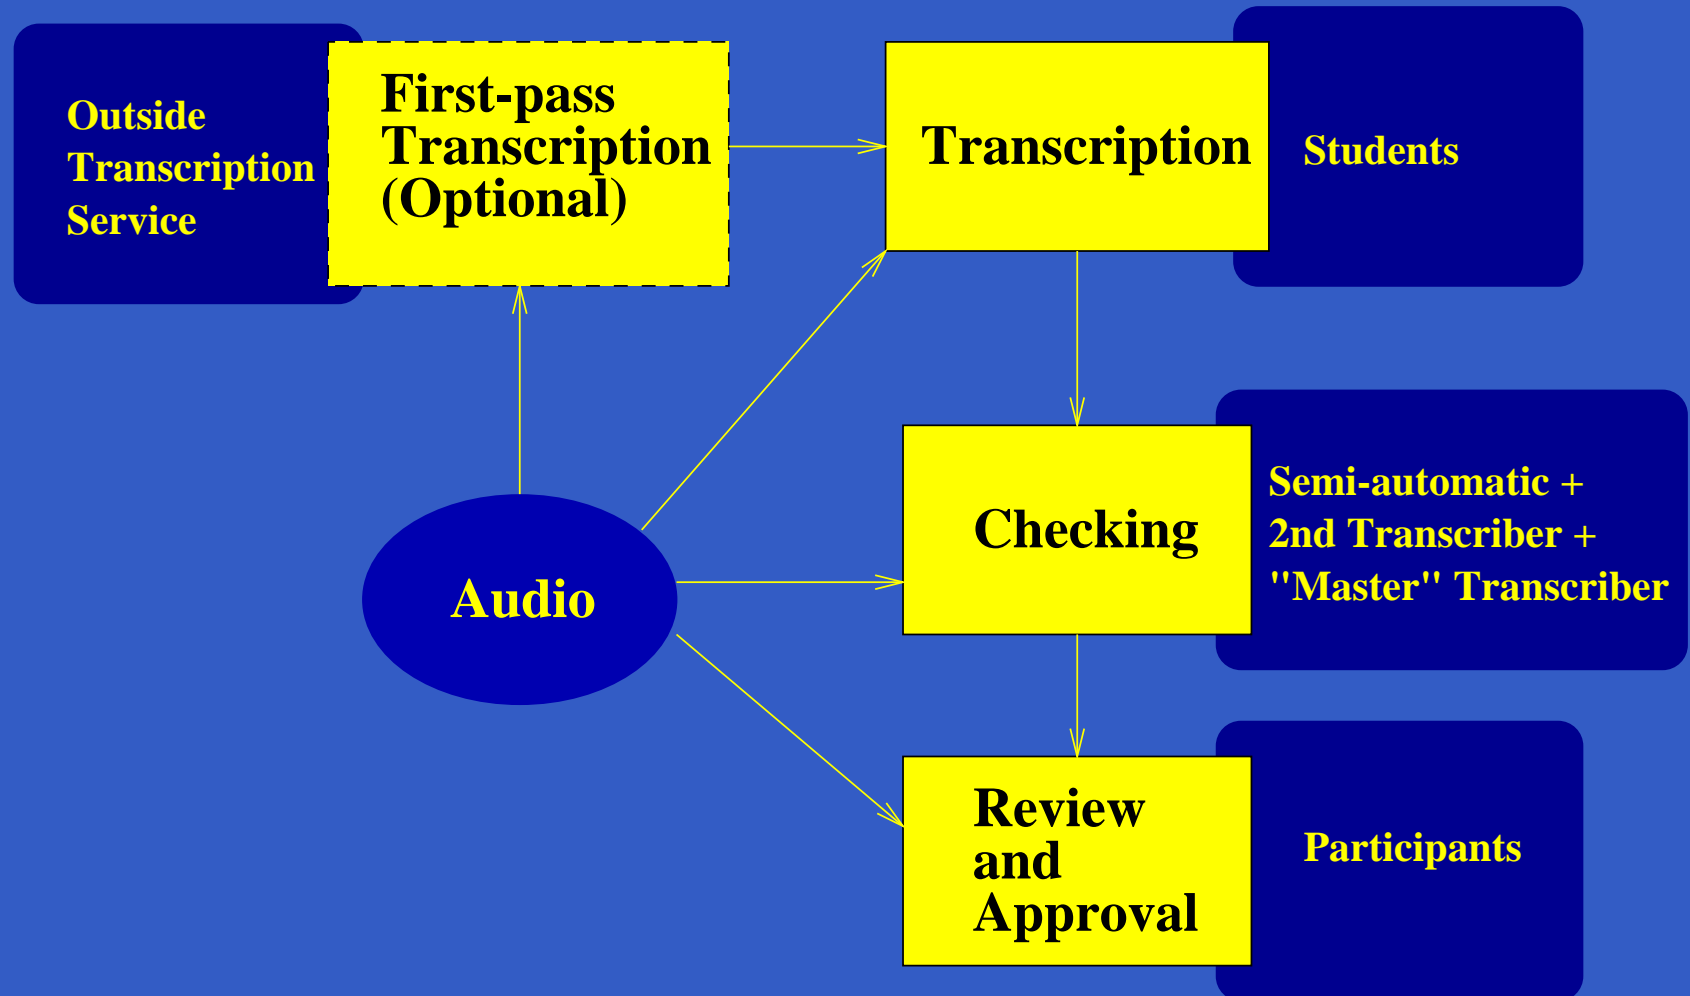 Outside
Transcription
Service
First-pass
Transcription
(Optional)
Transcription
Students
Audio
Checking
Semi-automatic +
2nd Transcriber +
"Master" Transcriber
Review
and
Approval
Participants